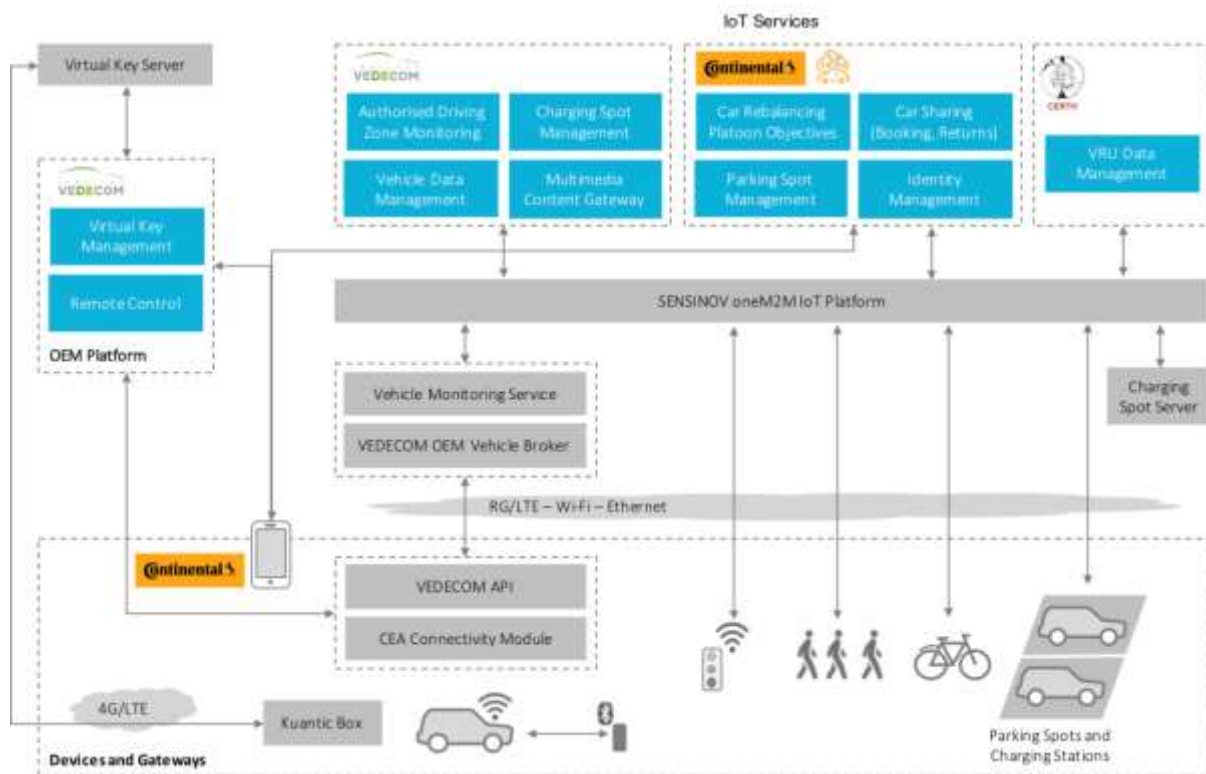 IoT Services
Virtual Key Server
VEDECOM
Continental
CERTH
Authorised Driving
Zone Monitoring
Charging Spot
Management
Car Rebalancing
Platoon Objectives
Car Sharing
(Booking, Returns)
VRU Data
Management
VEDECOM
Vehicle Data
Management
Multimedia
Content Gateway
Parking Spot
Management
Identity
Management
Virtual Key
Management
Remote Control
OEM Platform
SENSINOV oneM2M IoT Platform
Vehicle Monitoring Service
VEDECOM OEM Vehicle Broker
Charging
Spot Server
RG/LTE – Wi-Fi – Ethernet
Continental
VEDECOM API
CEA Connectivity Module
4G/LTE
Kuantic Box
Parking Spots and
Charging Stations
Devices and Gateways